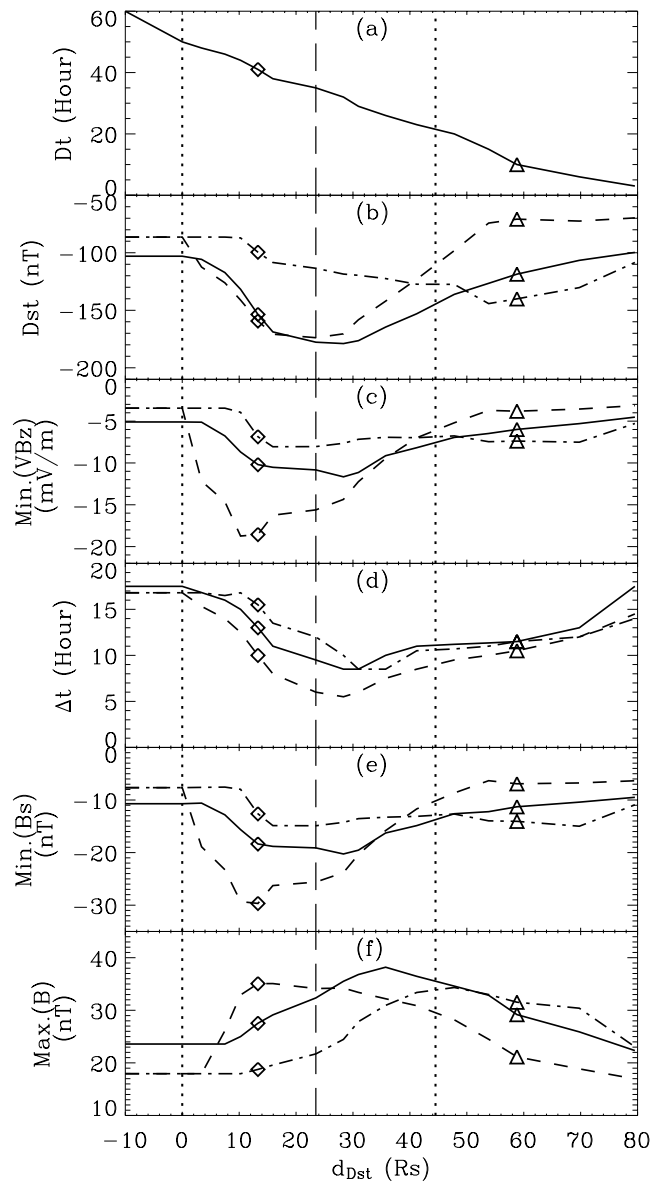 (a)
60
40
20
0
Dt (Hour)
(b)
−50
−100
−150
−200
Dst (nT)
(c)
0
−5
−10
−15
−20
Min.(VBz)
(mV/m)
(d)
20
15
10
5
0
Δt (Hour)
(e)
0
−10
−20
−30
Min.(Bs)
(nT)
(f)
40
30
20
10
Max.(B)
(nT)
−10 0 10 20 30 40 50 60 70 80
dDst (Rs)